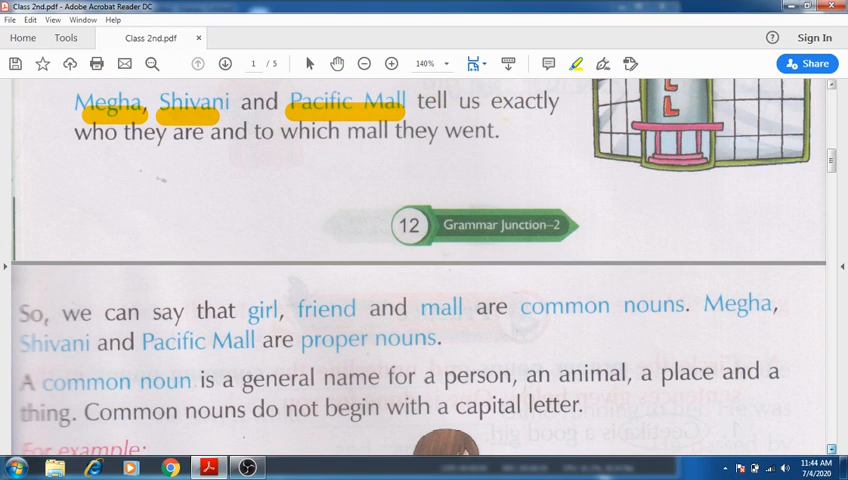 Class 2nd.pdf - Adobe Acrobat Reader DC
File Edit View Window Help
Home Tools Class 2nd.pdf × ? Sign In
1 / 5 140% Share
Megha, Shivani and Pacific Mall tell us exactly
who they are and to which mall they went.
LL
12 Grammar Junction–2
So, we can say that girl, friend and mall are common nouns. Megha,
Shivani and Pacific Mall are proper nouns.
A common noun is a general name for a person, an animal, a place and a
thing. Common nouns do not begin with a capital letter.
For example:
11:44 AM
7/4/2020